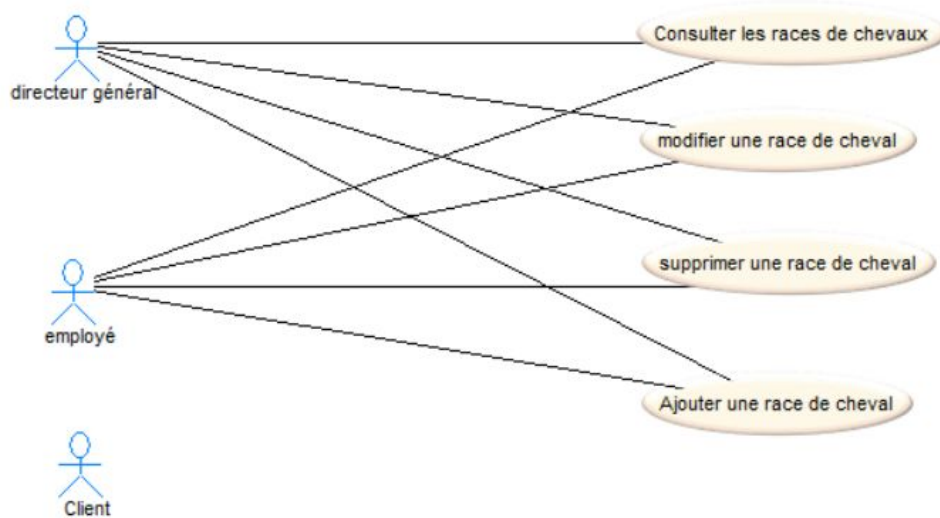 Consulter les races de chevaux
directeur général
modifier une race de cheval
supprimer une race de cheval
employé
Ajouter une race de cheval
Client